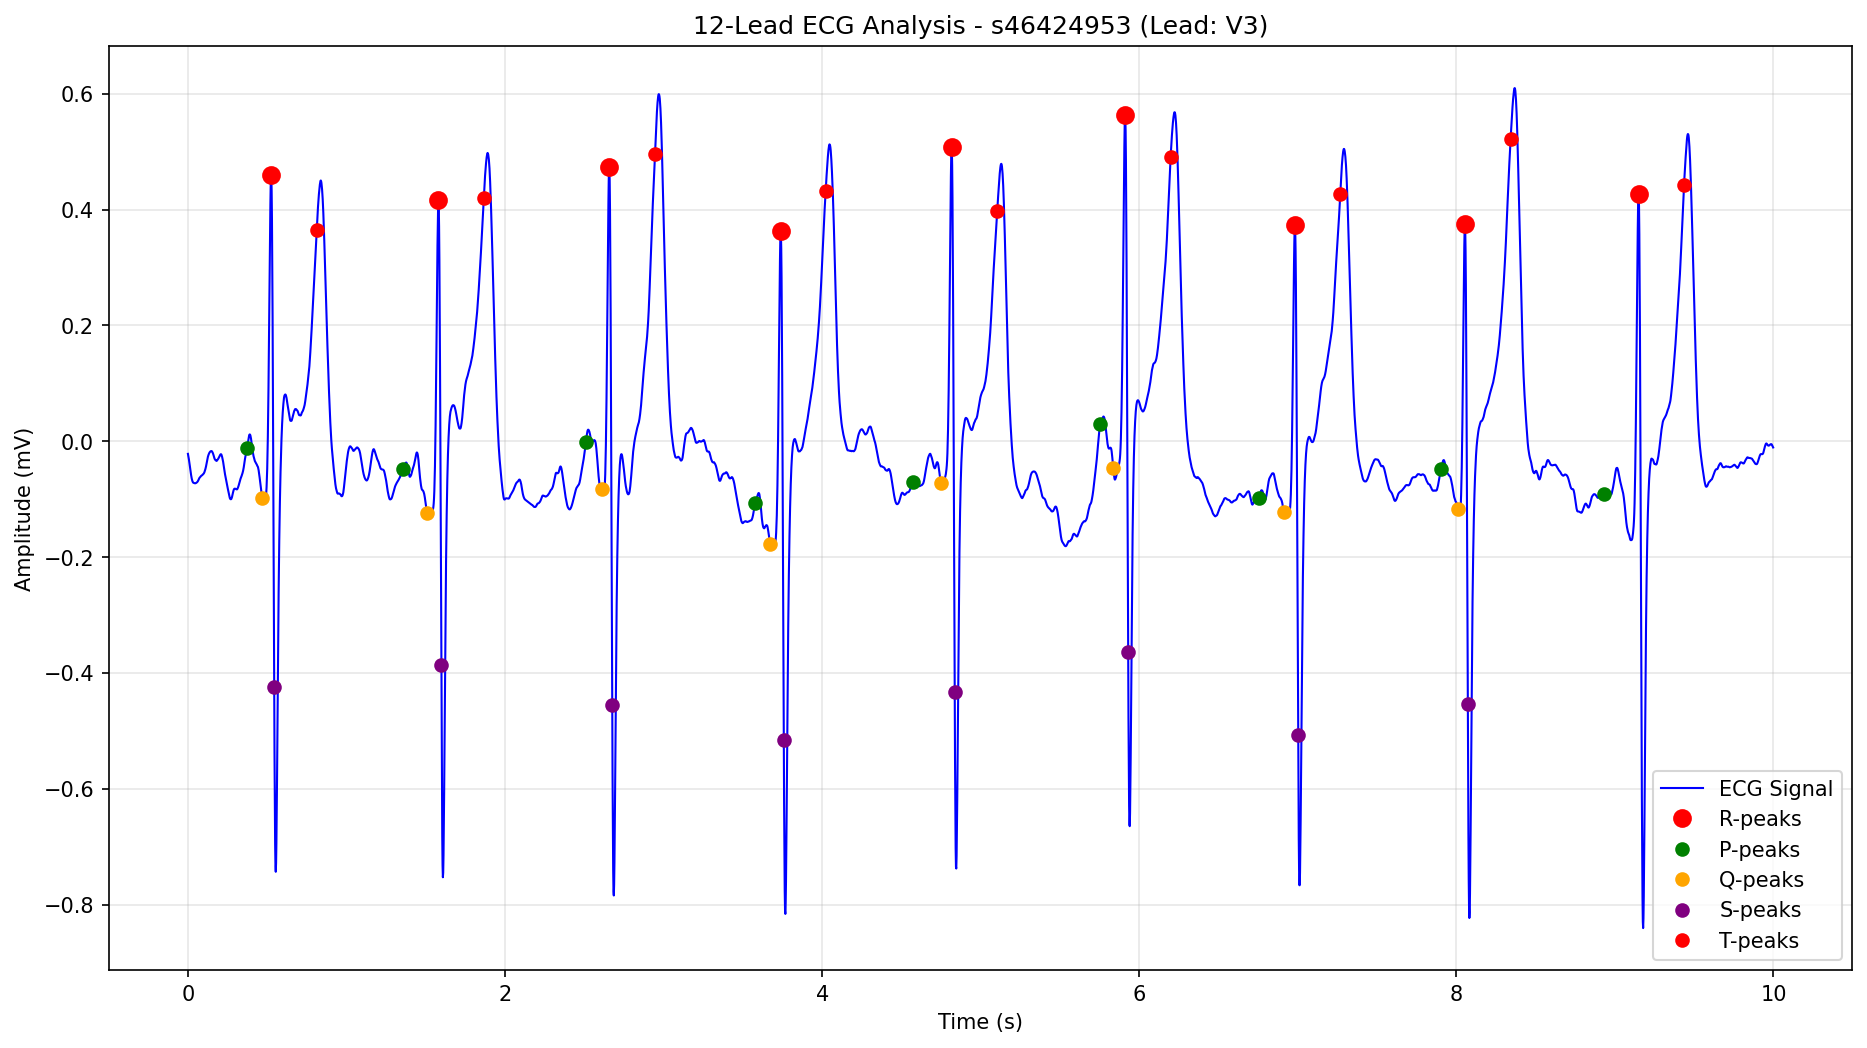 12-Lead ECG Analysis - s46424953 (Lead: V3)
Amplitude (mV)
0.6
0.4
0.2
0.0
−0.2
−0.4
−0.6
−0.8
0 2 4 6 8 10
Time (s)
ECG Signal
R-peaks
P-peaks
Q-peaks
S-peaks
T-peaks